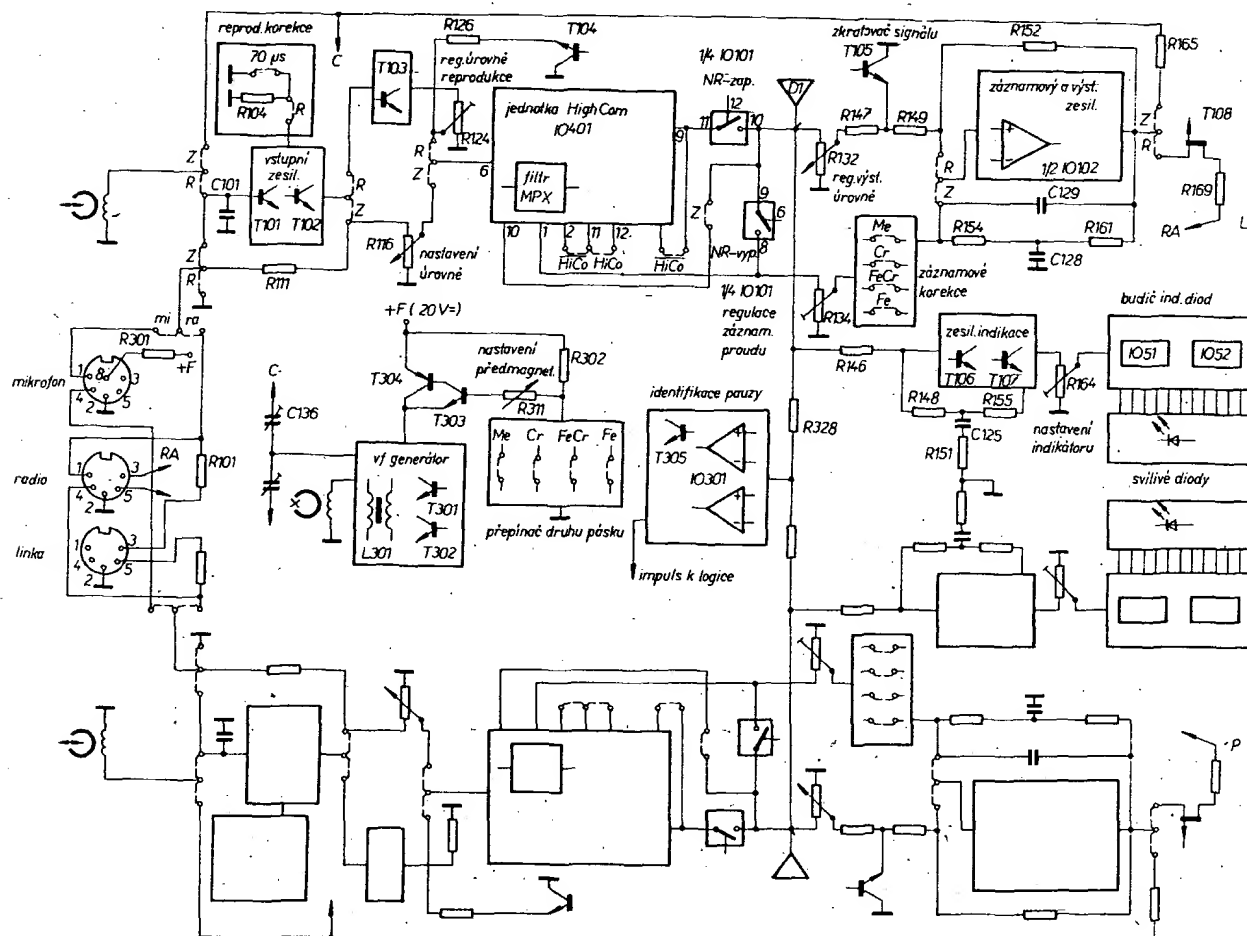 reprod. korekce
70 µs
R104
R
C
R126
T104
reg. úrovně
reprodukce
T103
R124
zkratovač signálu
T105
R152
R165
1/4 IO101
NR-zap.
12
11
10
D1
jednotka HighCom
IO401
9
6
filtr
MPX
10
1
2
11
12
HiCo
HiCo
HiCo
Z
R
Z
R
C101
vstupní
zesil.
T101
T102
R
Z
R
Z
R116
nastavení
úrovně
Z
R
R111
9
6
8
NR-vyp.
1/4 IO101
regulace
záznam.
proudu
R147
R149
R132
reg. výst.
úrovně
záznamový a výst.
zesil.
1/2 IO102
R
Z
Z
R
T108
R169
RA
L
C129
R154
R161
C128
Me
Cr
FeCr
Fe
záznamové
korekce
R134
mi
ra
R301
+F
8
1
3
4
5
2
mikrofon
+F (20V=)
C-
C136
T304
T303
nastavení
předmagnet.
R302
R311
Me
Cr
FeCr
Fe
přepínač druhu pásku
vf generátor
L301
T301
T302
identifikace pauzy
T305
IO301
impuls k logice
R328
R146
zesil. indikace
T106
T107
R148
R155
C125
R151
R164
nastavení
indikátoru
budič ind. diod
IO51
IO52
svítivé diody
radio
1
3
4
5
2
RA
R101
linka
1
3
4
5
2
P